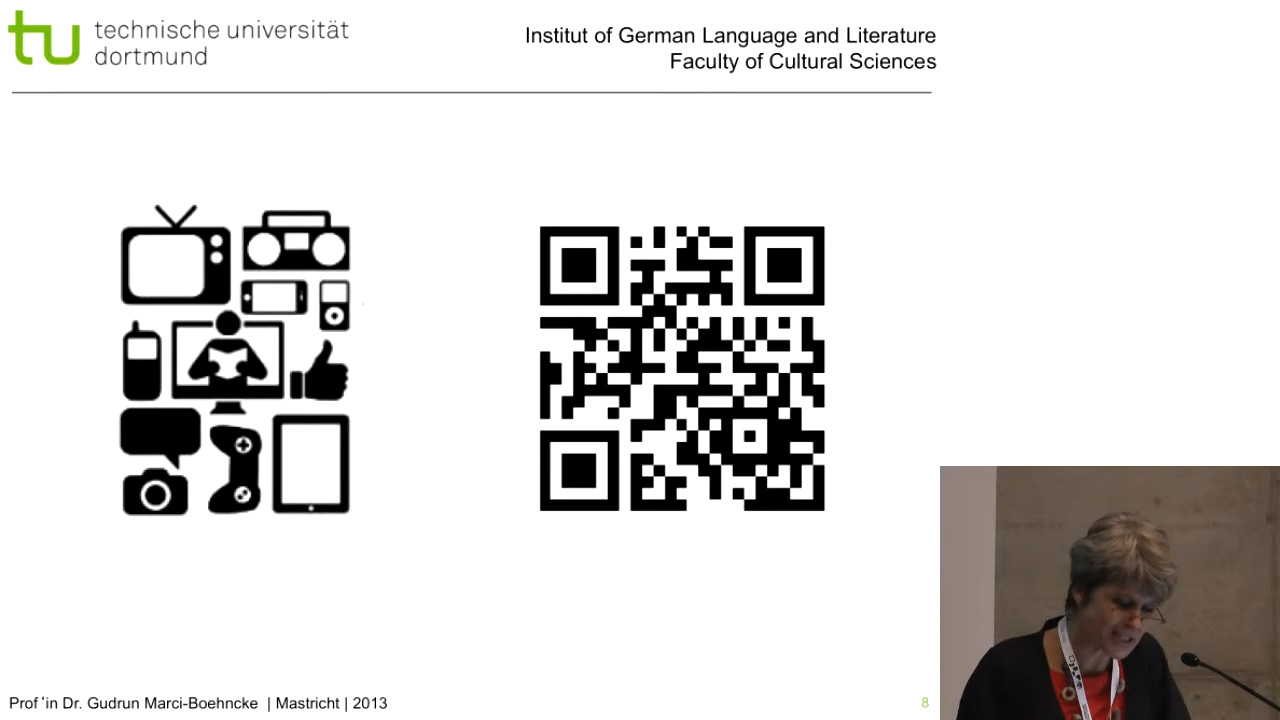 tu technische universität
dortmund
Institut of German Language and Literature
Faculty of Cultural Sciences
Prof‘in Dr. Gudrun Marci-Boehncke | Mastricht | 2013
8